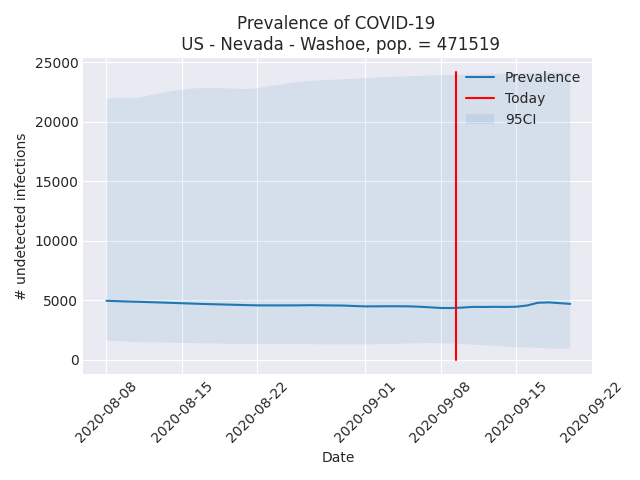 Prevalence of COVID-19
US - Nevada - Washoe, pop. = 471519
# undetected infections
25000
20000
15000
10000
5000
0
Prevalence
Today
95CI
2020-08-08
2020-08-15
2020-08-22
2020-09-01
2020-09-08
2020-09-15
2020-09-22
Date